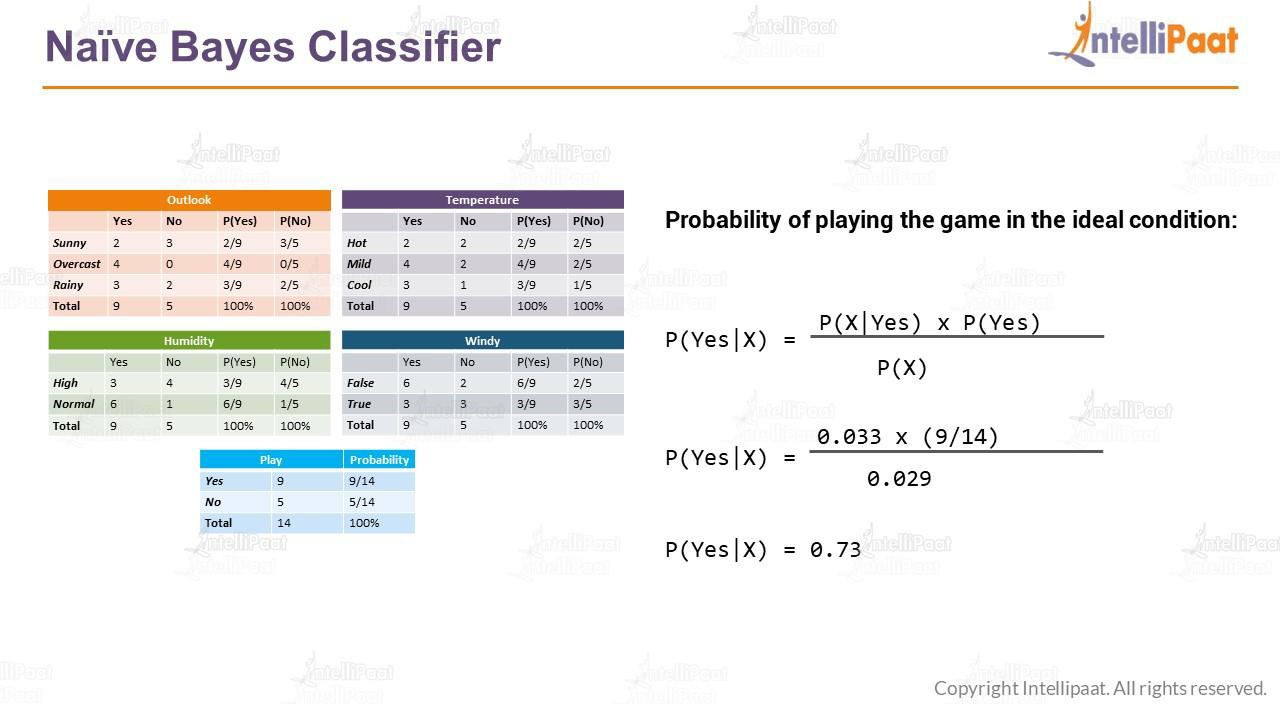 Naïve Bayes Classifier
IntelliPaat
Outlook
Yes No P(Yes) P(No)
Sunny 2 3 2/9 3/5
Overcast 4 0 4/9 0/5
Rainy 3 2 3/9 2/5
Total 9 5 100% 100%
Temperature
Yes No P(Yes) P(No)
Hot 2 2 2/9 2/5
Mild 4 2 4/9 2/5
Cool 3 1 3/9 1/5
Total 9 5 100% 100%
Humidity
Yes No P(Yes) P(No)
High 3 4 3/9 4/5
Normal 6 1 6/9 1/5
Total 9 5 100% 100%
Windy
Yes No P(Yes) P(No)
False 6 2 6/9 2/5
True 3 3 3/9 3/5
Total 9 5 100% 100%
Play Probability
Yes 9 9/14
No 5 5/14
Total 14 100%
Probability of playing the game in the ideal condition:
P(X|Yes) x P(Yes)
P(Yes|X) =
P(X)
0.033 x (9/14)
P(Yes|X) =
0.029
P(Yes|X) = 0.73
Copyright Intellipaat. All rights reserved.